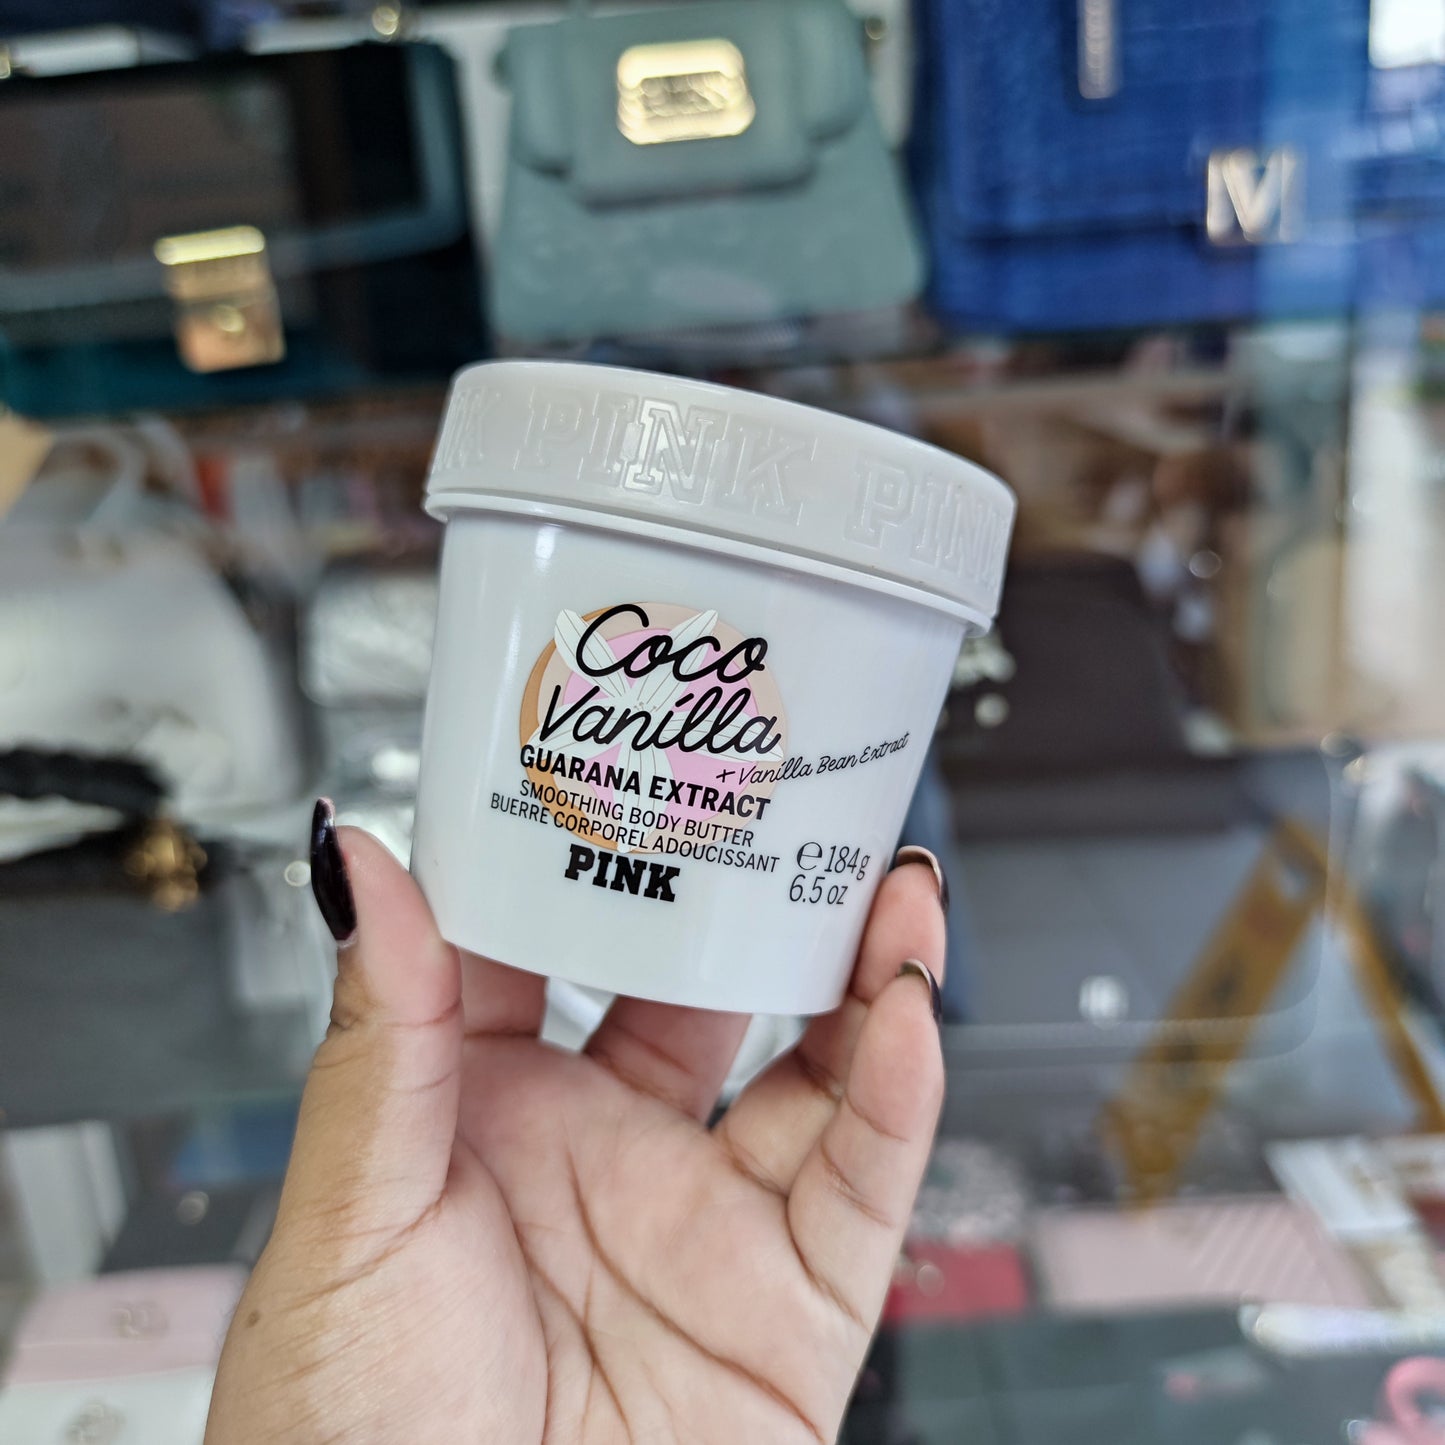 PINK PINK
Coco
Vanilla
+ Vanilla Bean Extract
GUARANA EXTRACT
SMOOTHING BODY BUTTER
BUERRE CORPOREL ADOUCISSANT
PINK
℮184g
6.5 oz
M